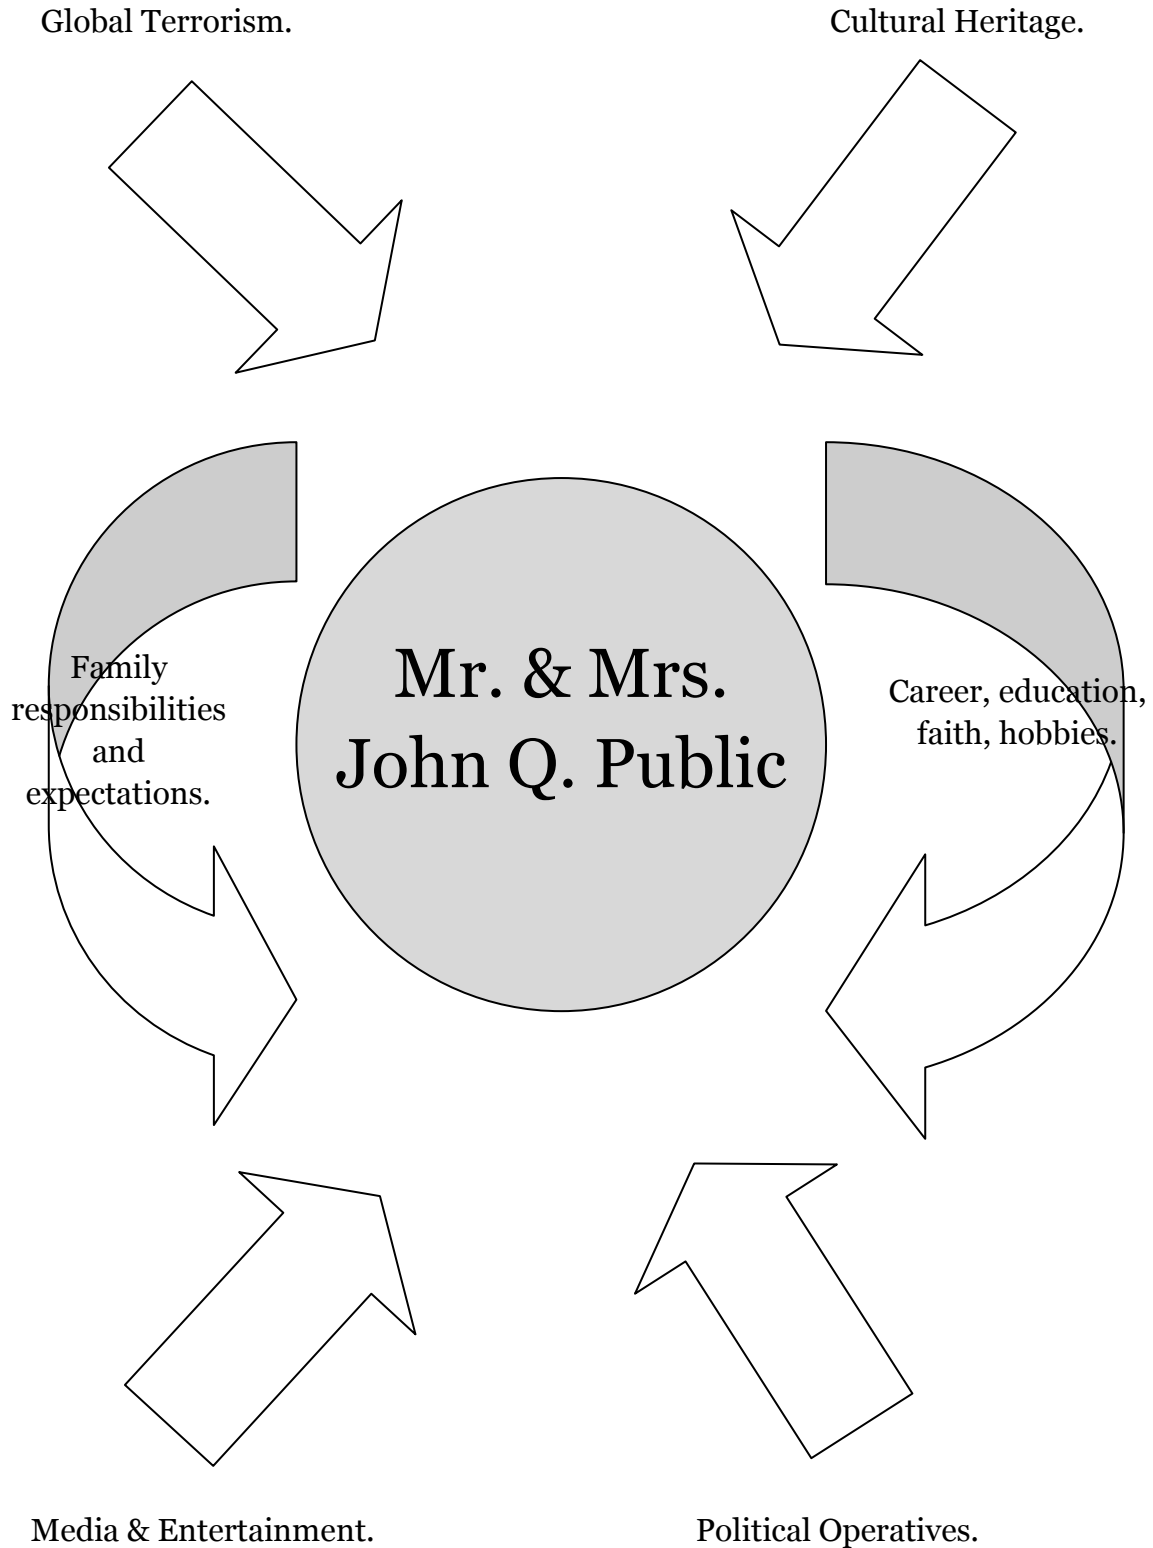 Global Terrorism.
Cultural Heritage.
Family
responsibilities
and
expectations.
Mr. & Mrs.
John Q. Public
Career, education,
faith, hobbies.
Media & Entertainment.
Political Operatives.